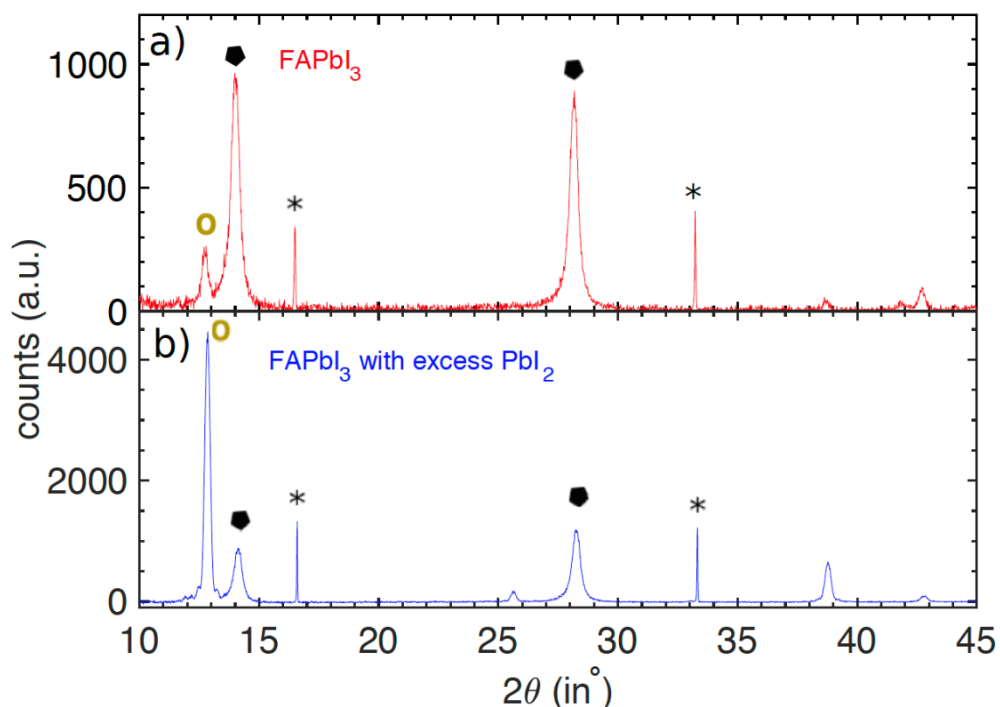 a)
FAPbI₃
1000
500
0
o
*
*
b)
FAPbI₃ with excess PbI₂
4000
2000
0
o
*
*
counts (a.u.)
10 15 20 25 30 35 40 45
2θ (in°)